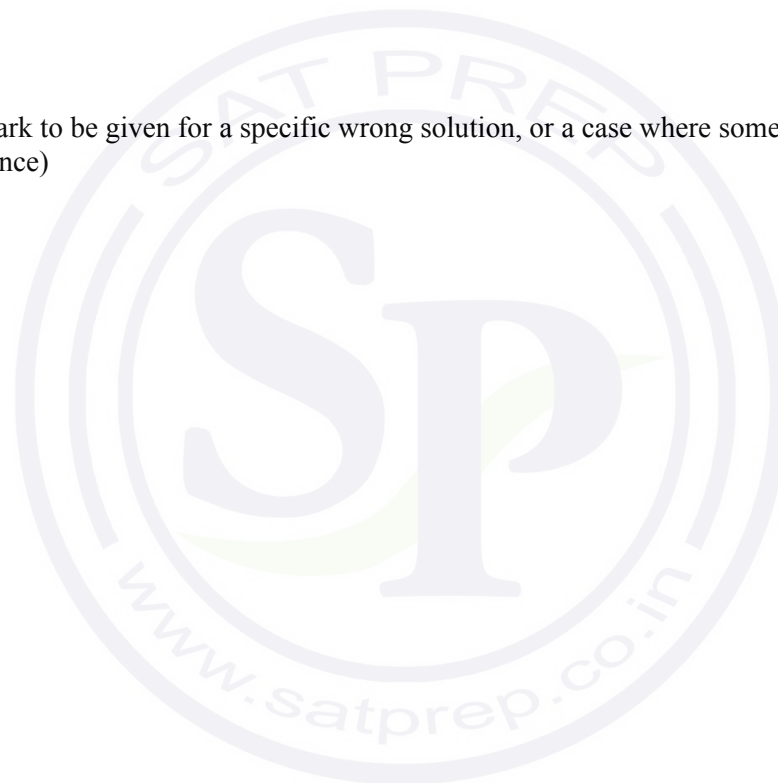 SAT PREP
ark to be given for a specific wrong solution, or a case where some
nce)
SP
www.satprep.co.in